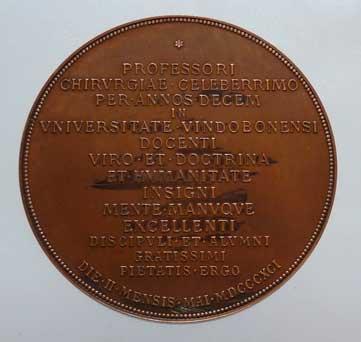 PROFESSORI
CHIRVRGIAE·CELEBERRIMO
PER·ANNOS·DECEM
IN
VNIVERSITATE·VINDOBONENSI
DOCENTI
VIRO·ET·DOCTRINA
ET·HVMANITATE
INSIGNI
MENTE·MANVQVE
EXCELLENTI
DISCIPVLI·ET·ALVMNI
GRATISSIMI
PIETATIS·ERGO
DIE·II·MENSIS·MAI·MDCCCXCI